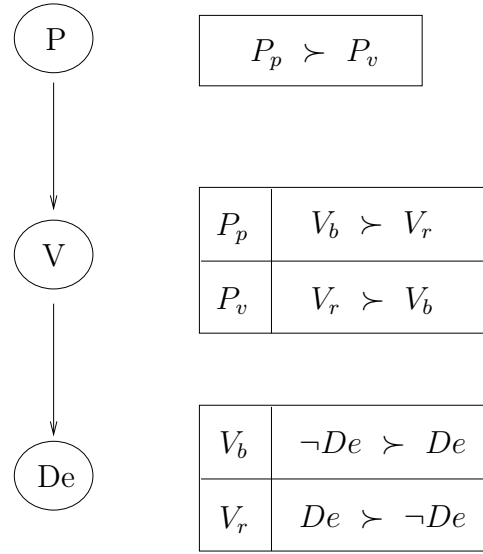 P
P_p ≻ P_v
V
P_p V_b ≻ V_r
P_v V_r ≻ V_b
De
V_b ¬De ≻ De
V_r De ≻ ¬De